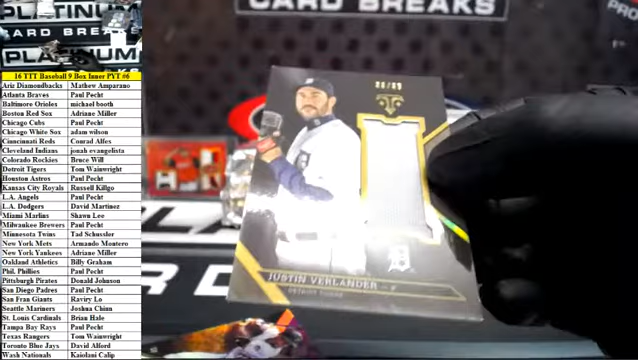 PLATINUM
CARD BREAKS
CARD BREAKS
PLATINUM
16 TTT Baseball 9 Box Inner PYT #6
Ariz Diamondbacks Mathew Amparano
Atlanta Braves Paul Pecht
Baltimore Orioles michael booth
Boston Red Sox Adriane Miller
Chicago Cubs Paul Pecht
Chicago White Sox adam wilson
Cincinnati Reds Conrad Alfex
Cleveland Indians jonah evangelista
Colorado Rockies Bruce Will
Detroit Tigers Tom Wainwright
Houston Astros Paul Pecht
Kansas City Royals Russell Killgo
L.A. Angels Paul Pecht
L.A. Dodgers David Martinez
Miami Marlins Shawn Lee
Milwaukee Brewers Paul Pecht
Minnesota Twins Tad Schussler
New York Mets Armando Montero
New York Yankees Adriane Miller
Oakland Athletics Billy Graham
Phil. Phillies Paul Pecht
Pittsburgh Pirates Donald Johnson
San Diego Padres Paul Pecht
San Fran Giants Raviry Lo
Seattle Mariners Joshua Chinn
St. Louis Cardinals Brian Hale
Tampa Bay Rays Paul Pecht
Texas Rangers Tom Wainwright
Toronto Blue Jays David Alford
Wash Nationals Kaiolani Calip
JUSTIN VERLANDER - P
DETROIT TIGERS